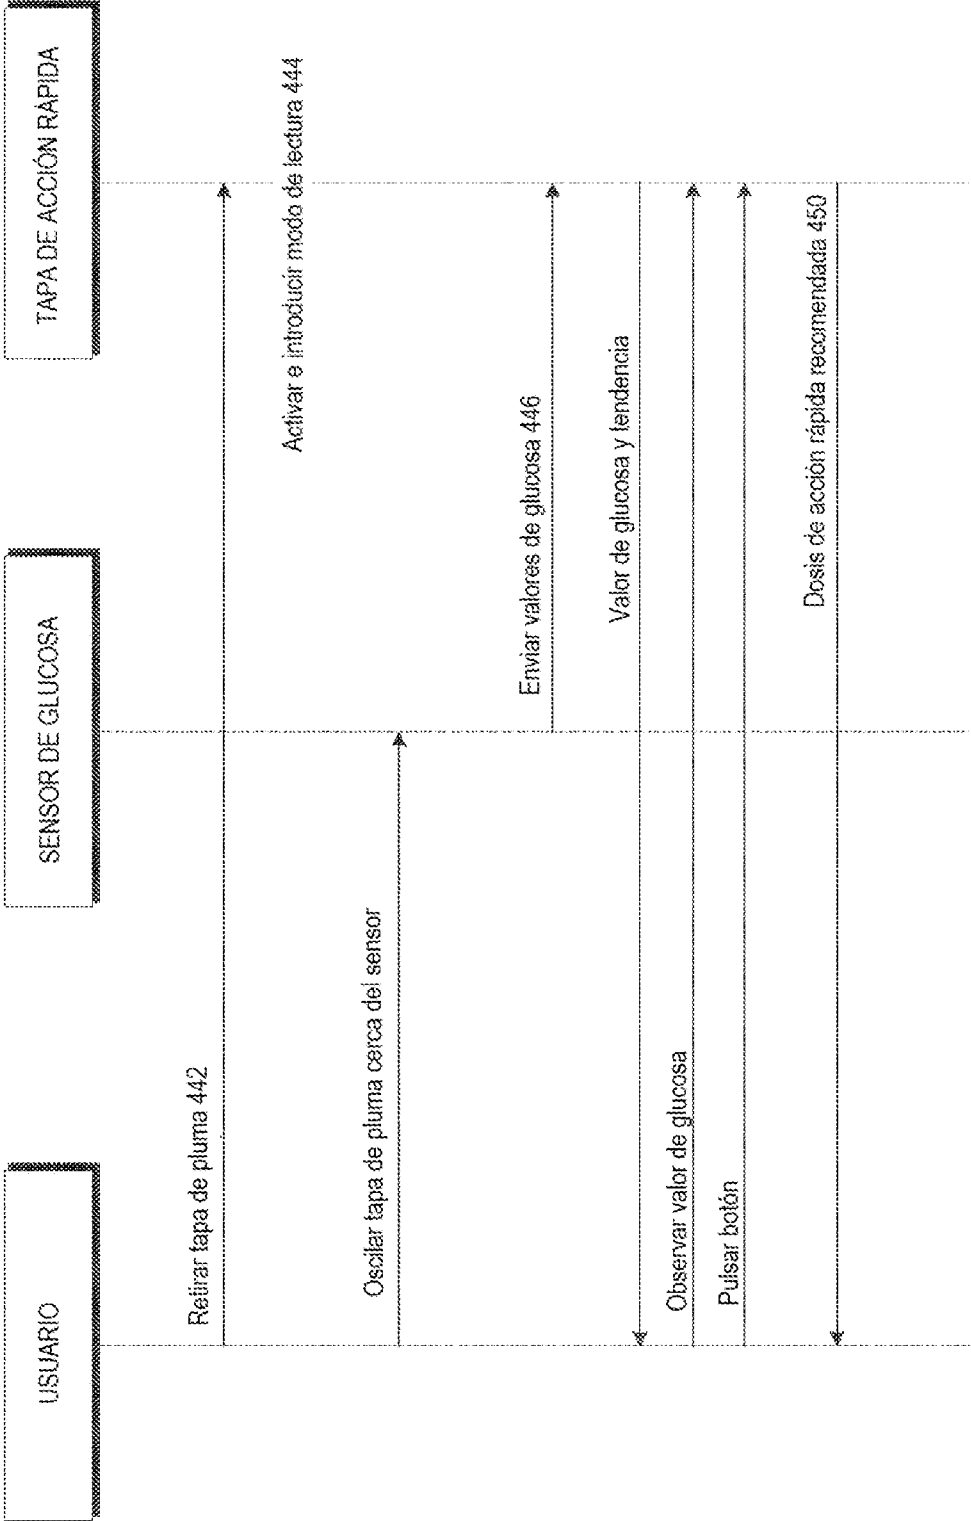 USUARIO
SENSOR DE GLUCOSA
TAPA DE ACCIÓN RÁPIDA
Retirar tapa de pluma 442
Activar e introducir modo de lectura 444
Oscilar tapa de pluma cerca del sensor
Enviar valores de glucosa 446
Valor de glucosa y tendencia
Observar valor de glucosa
Pulsar botón
Dosis de acción rápida recomendada 450